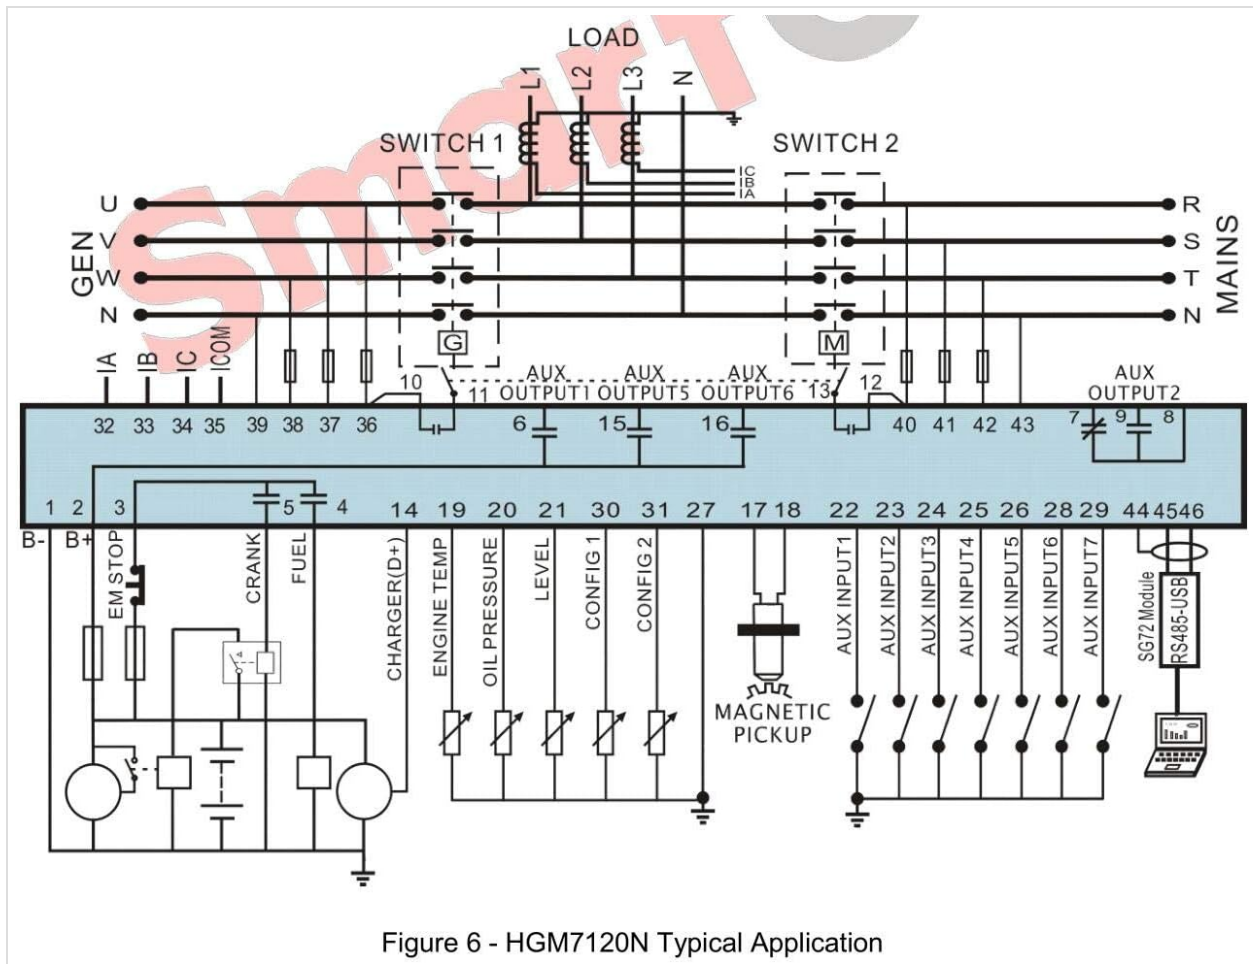 Smart
LOAD
L1 L2 L3 N
SWITCH 1 SWITCH 2
IC
IB
IA
GEN
U
V
W
N
MAINS
R
S
T
N
G M
IA IB IC ICOM
10 11 13 12
AUX OUTPUT1
AUX OUTPUT5
AUX OUTPUT6
AUX OUTPUT2
32 33 34 35 39 38 37 36 6 15 16 40 41 42 43 7 9 8
1 2 3 5 4 14 19 20 21 30 31 27 17 18 22 23 24 25 26 28 29 44 45 46
B- B+
EM STOP
CRANK
FUEL
CHARGER(D+)
ENGINE TEMP
OIL PRESSURE
LEVEL
CONFIG 1
CONFIG 2
MAGNETIC
PICKUP
AUX INPUT1
AUX INPUT2
AUX INPUT3
AUX INPUT4
AUX INPUT5
AUX INPUT6
AUX INPUT7
SG72 Module
RS485-USB
Figure 6 - HGM7120N Typical Application